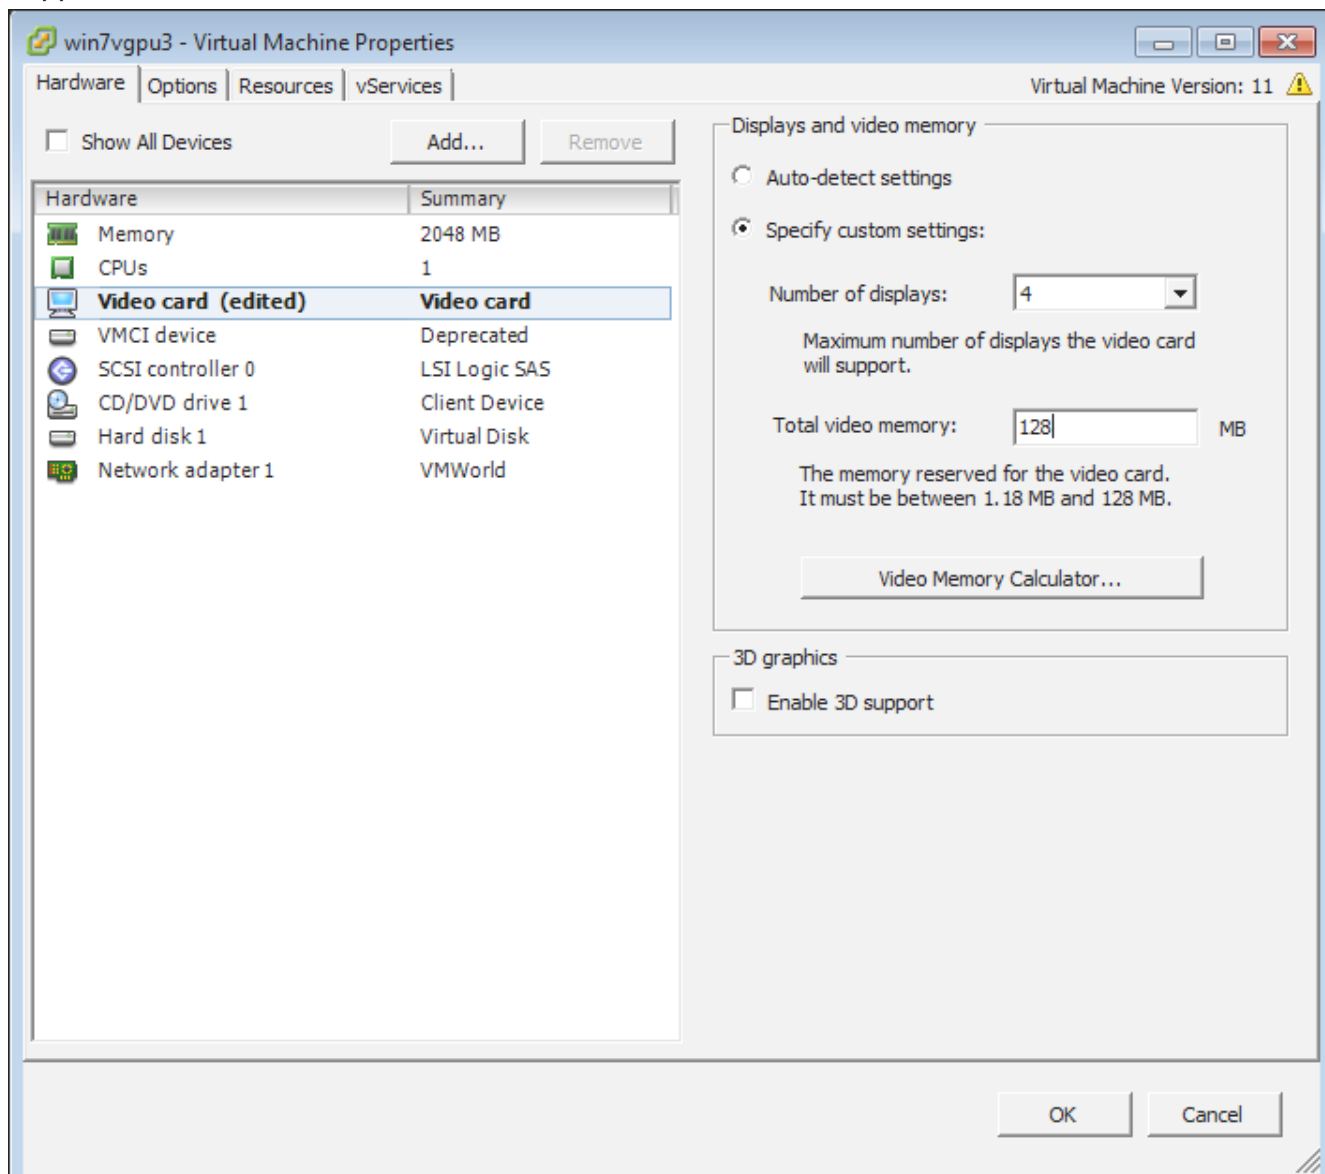 win7vgpu3 - Virtual Machine Properties
Hardware Options Resources vServices Virtual Machine Version: 11
Show All Devices Add... Remove
Hardware Summary
Memory 2048 MB
CPUs 1
Video card (edited) Video card
VMCI device Deprecated
SCSI controller 0 LSI Logic SAS
CD/DVD drive 1 Client Device
Hard disk 1 Virtual Disk
Network adapter 1 VMWorld
Displays and video memory
Auto-detect settings
Specify custom settings:
Number of displays: 4
Maximum number of displays the video card
will support.
Total video memory: 128 MB
The memory reserved for the video card.
It must be between 1.18 MB and 128 MB.
Video Memory Calculator...
3D graphics
Enable 3D support
OK Cancel